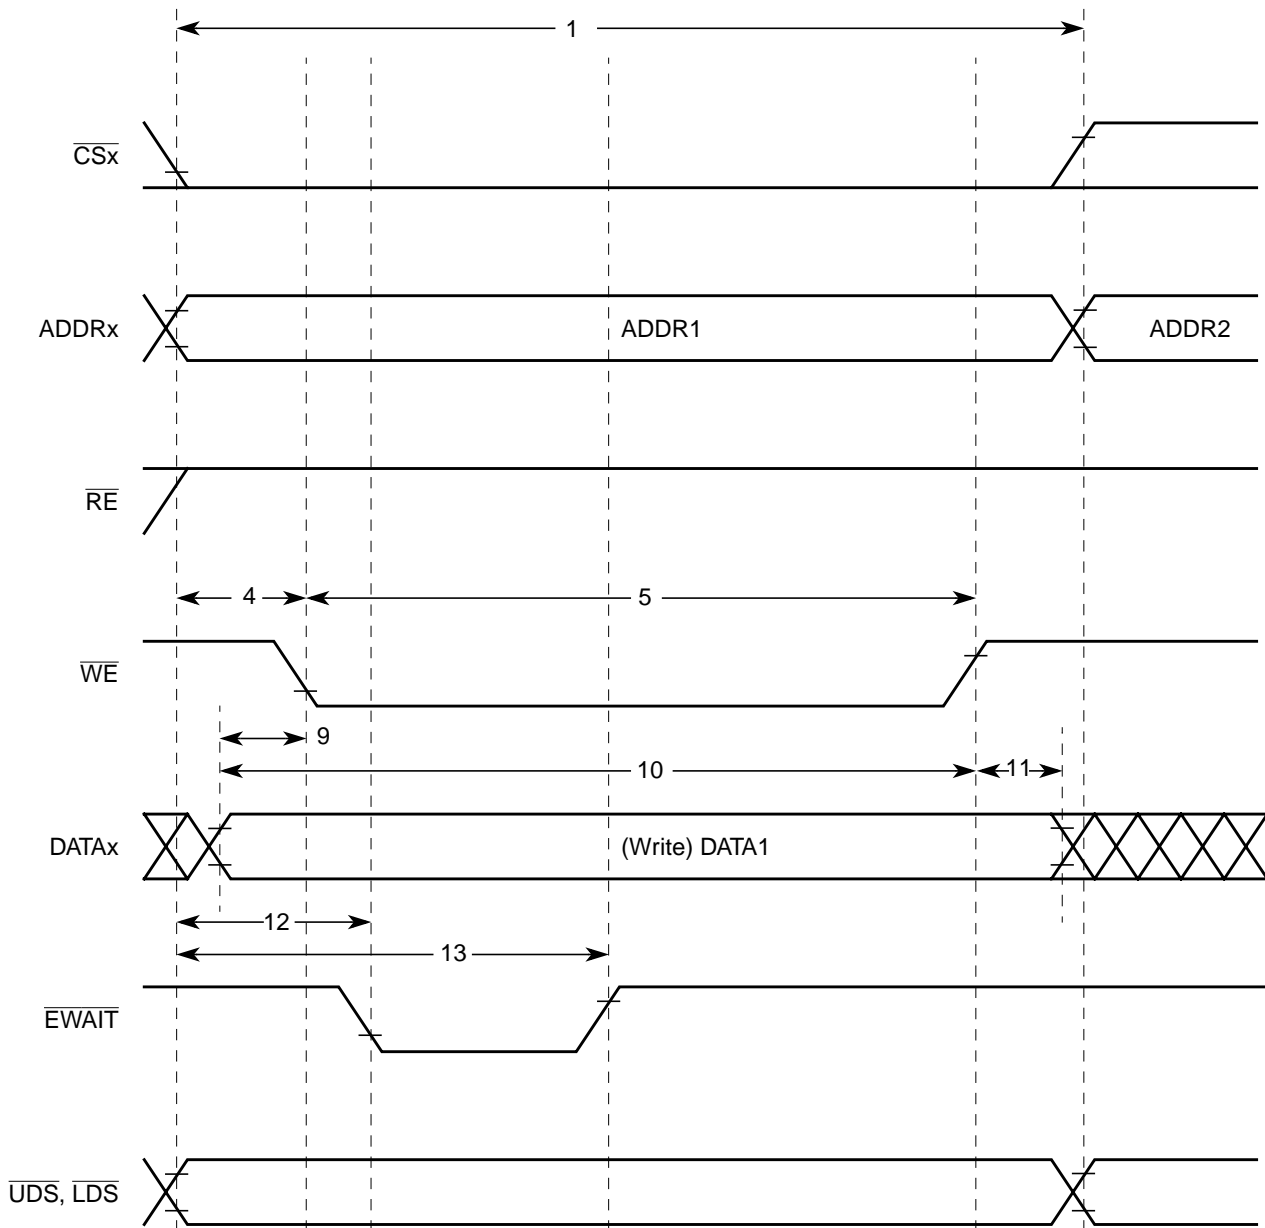 1
CSx
ADDRx ADDR1 ADDR2
RE
4 5
WE
9
10 11
DATAx (Write) DATA1
12
13
EWAIT
UDS, LDS